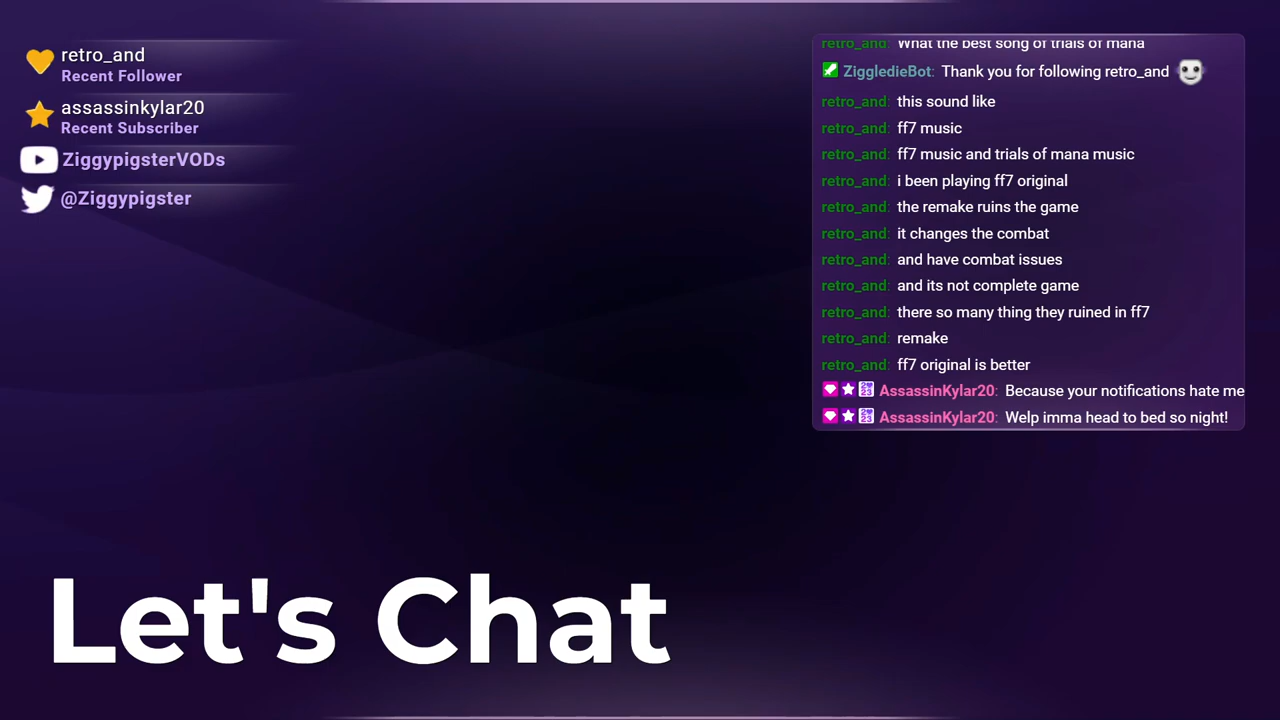 retro_and
Recent Follower
assassinkylar20
Recent Subscriber
ZiggypigsterVODs
@Ziggypigster
retro_and: What the best song of trials of mana
ZiggledieBot: Thank you for following retro_and
retro_and: this sound like
retro_and: ff7 music
retro_and: ff7 music and trials of mana music
retro_and: i been playing ff7 original
retro_and: the remake ruins the game
retro_and: it changes the combat
retro_and: and have combat issues
retro_and: and its not complete game
retro_and: there so many thing they ruined in ff7
retro_and: remake
retro_and: ff7 original is better
AssassinKylar20: Because your notifications hate me
AssassinKylar20: Welp imma head to bed so night!
Let's Chat